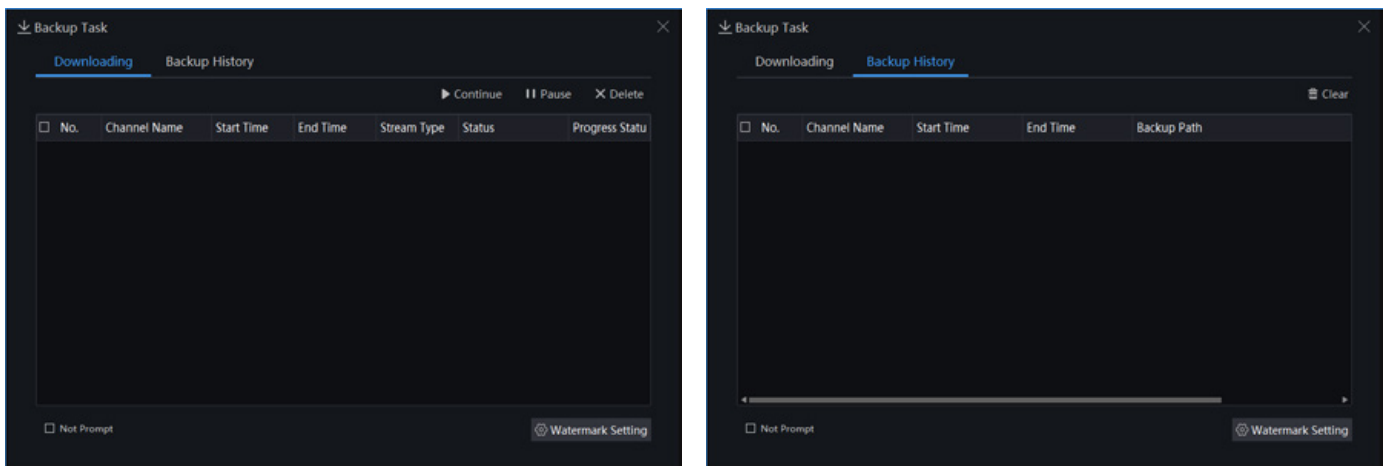 Backup Task
Downloading Backup History
Continue Pause Delete
No. Channel Name Start Time End Time Stream Type Status Progress Statu
Not Prompt Watermark Setting
Backup Task
Downloading Backup History
Clear
No. Channel Name Start Time End Time Backup Path
Not Prompt Watermark Setting